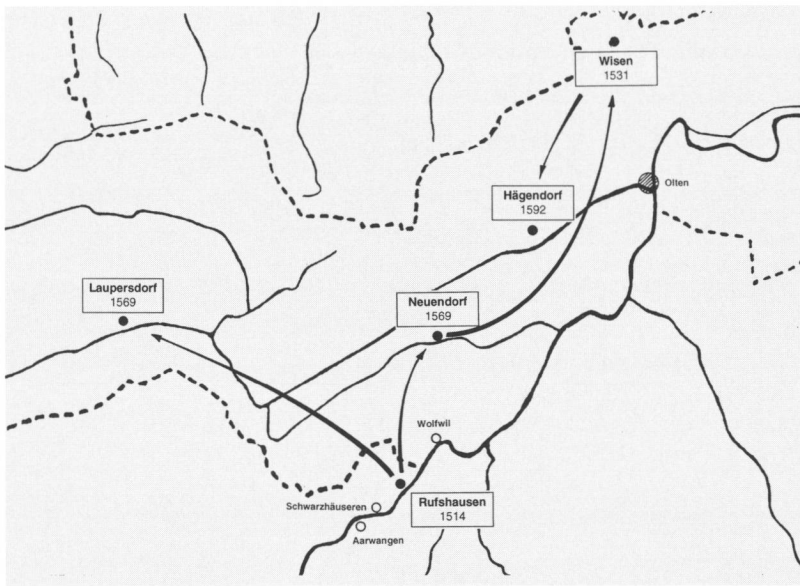 Wisen
1531
Olten
Hägendorf
1592
Laupersdorf
1569
Neuendorf
1569
Wolfwil
Rufshausen
1514
Schwarzhäuseren
Aarwangen